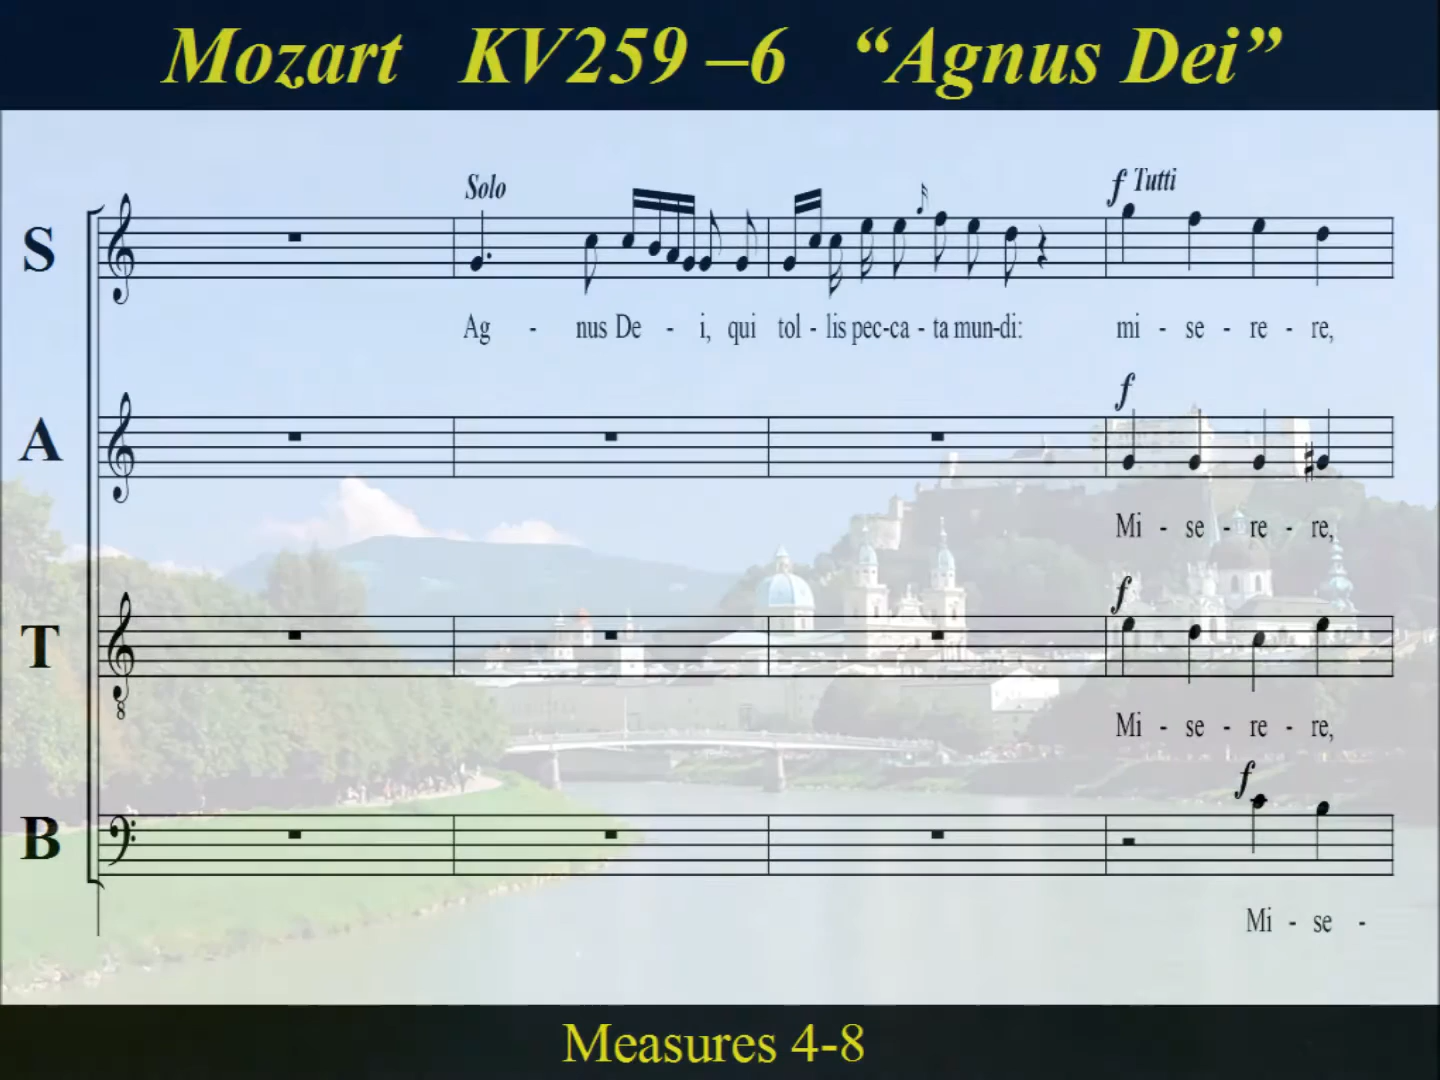 Mozart KV259 –6 “Agnus Dei”
Solo
f Tutti
S
Ag - nus De - i, qui tol - lis pec-ca - ta mun-di: mi - se - re - re,
f
A
Mi - se - re - re,
f
T
8
Mi - se - re - re,
f
B
Mi - se -
Measures 4-8